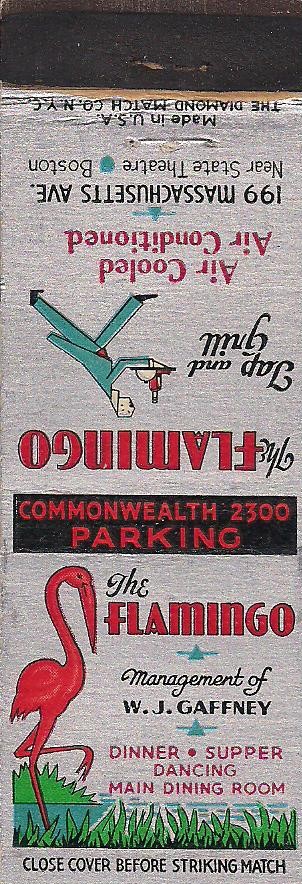 The FLAMINGO
Tap and
Grill
Air Cooled
Air Conditioned
199 MASSACHUSETTS AVE.
Near State Theatre • Boston
Made in U.S.A.
THE DIAMOND MATCH CO. N.Y.C.
COMMONWEALTH 2300
PARKING
The
FLAMINGO
Management of
W. J. GAFFNEY
DINNER • SUPPER
DANCING
MAIN DINING ROOM
CLOSE COVER BEFORE STRIKING MATCH